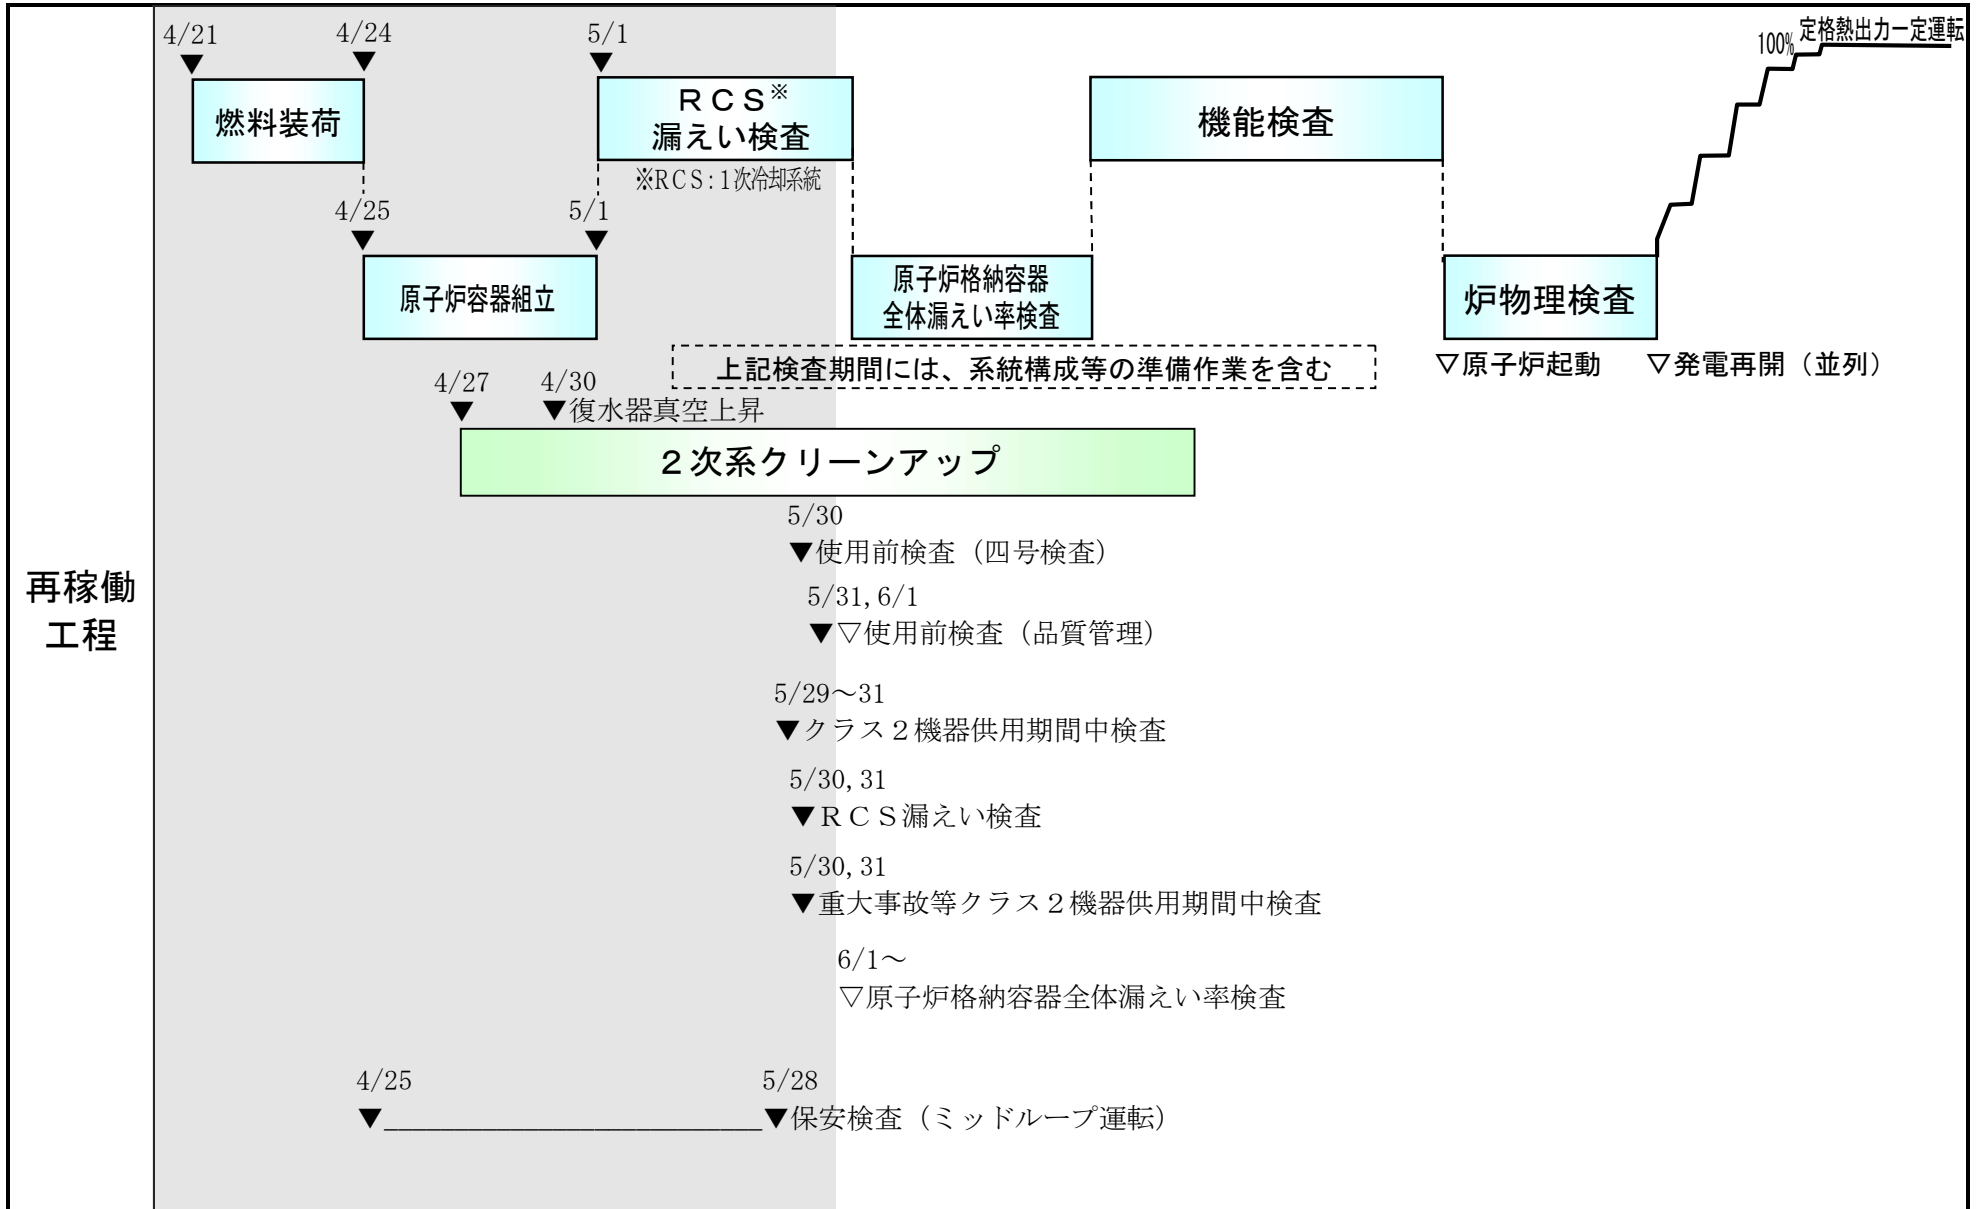 4/21
4/24
5/1
100%
定格熱出力一定運転
▼
▼
▼
燃料装荷
ＲＣＳ※
漏えい検査
機能検査
※RCS:1次冷却系統
4/25
5/1
▼
▼
原子炉容器組立
原子炉格納容器
全体漏えい率検査
炉物理検査
上記検査期間には、系統構成等の準備作業を含む
▽原子炉起動
▽発電再開（並列）
4/27
4/30
▼
▼復水器真空上昇
２次系クリーンアップ
5/30
▼使用前検査（四号検査）
再稼働
工程
5/31,6/1
▼▽使用前検査（品質管理）
5/29～31
▼クラス２機器供用期間中検査
5/30,31
▼ＲＣＳ漏えい検査
5/30,31
▼重大事故等クラス２機器供用期間中検査
6/1～
▽原子炉格納容器全体漏えい率検査
4/25
5/28
▼___________________________▼保安検査（ミッドループ運転）